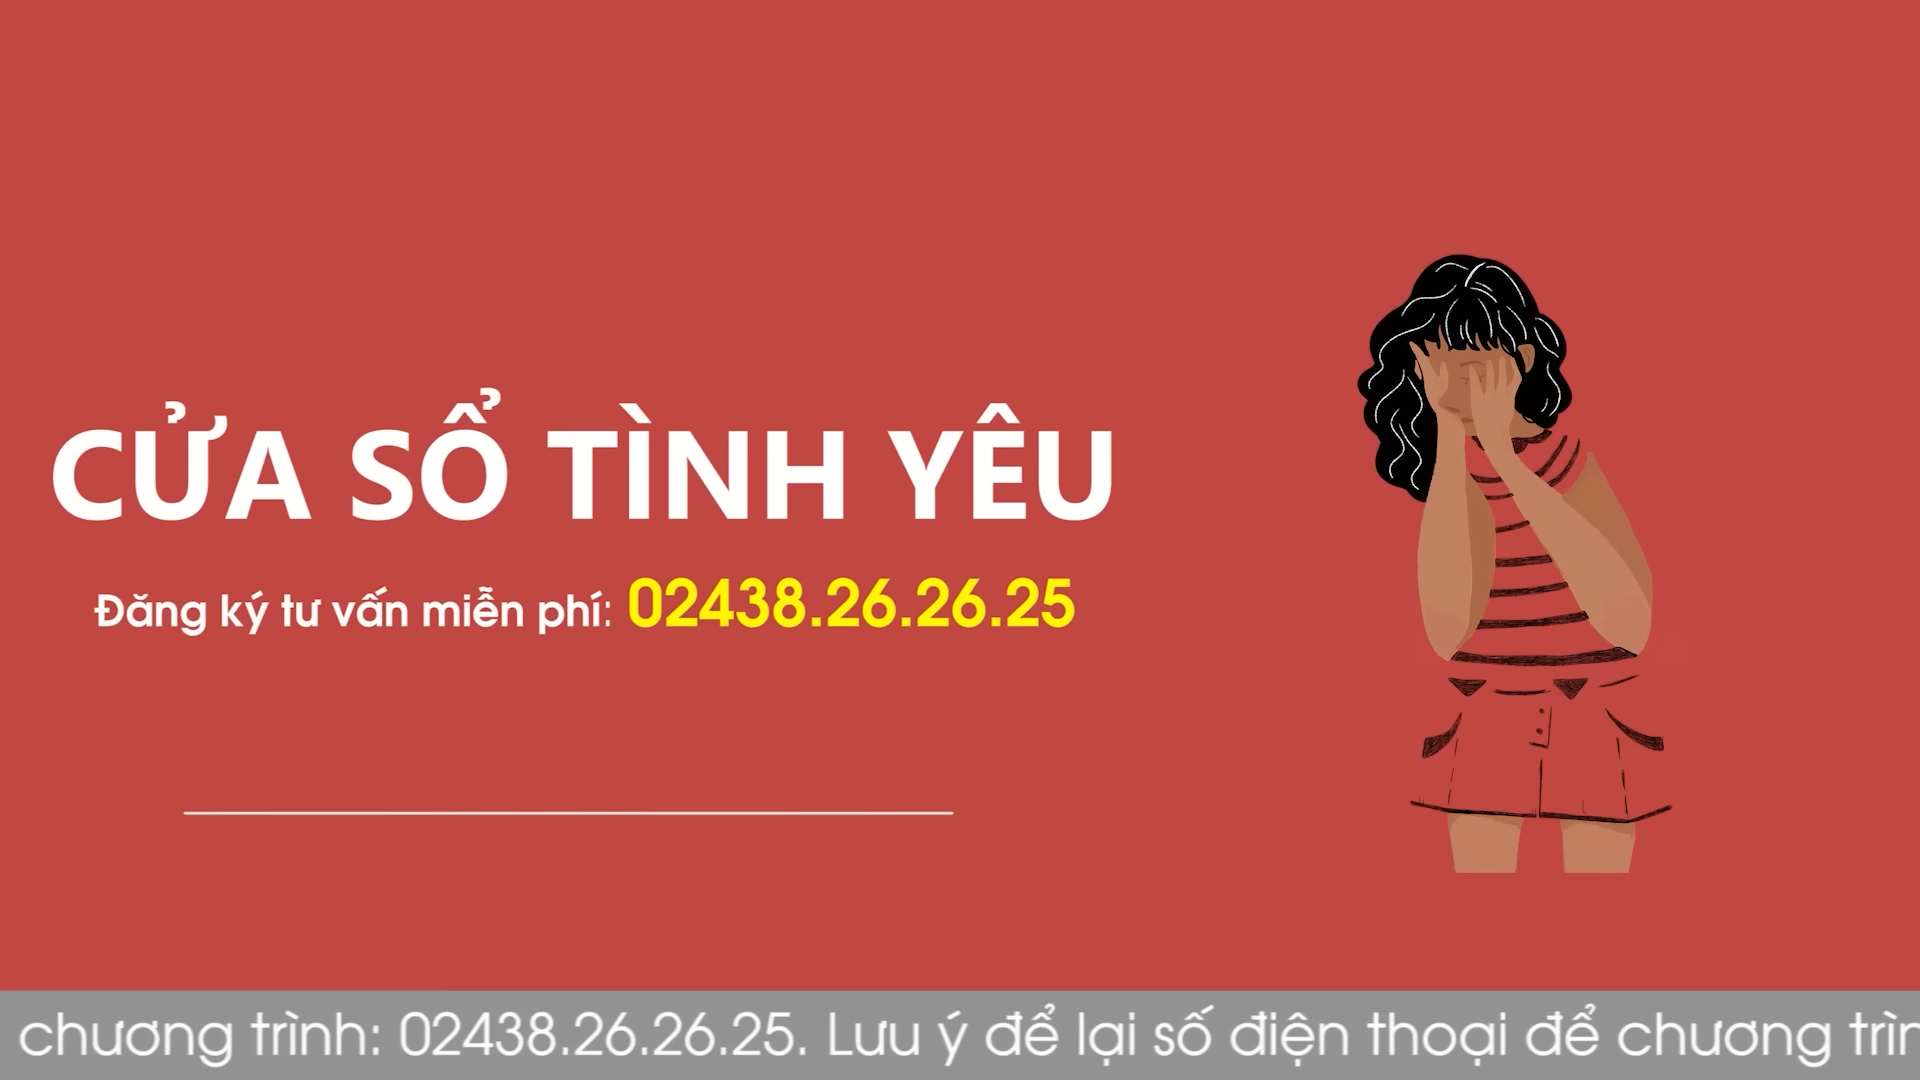 CỬA SỔ TÌNH YÊU
Đăng ký tư vấn miễn phí: 02438.26.26.25
chương trình: 02438.26.26.25. Lưu ý để lại số điện thoại để chương